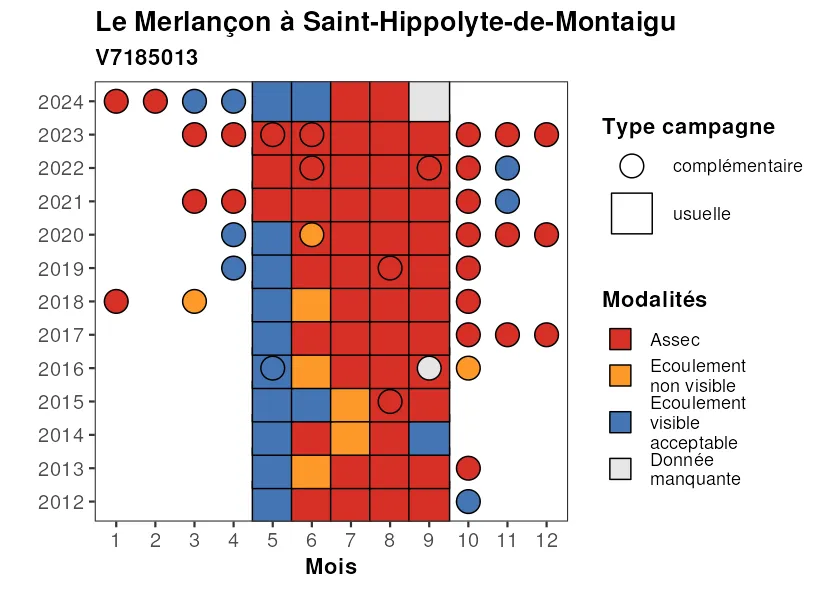 Le Merlançon à Saint-Hippolyte-de-Montaigu
V7185013
2024
2023
2022
2021
2020
2019
2018
2017
2016
2015
2014
2013
2012
1 2 3 4 5 6 7 8 9 10 11 12
Mois
Type campagne
complémentaire
usuelle
Modalités
Assec
Ecoulement
non visible
Ecoulement
visible
acceptable
Donnée
manquante